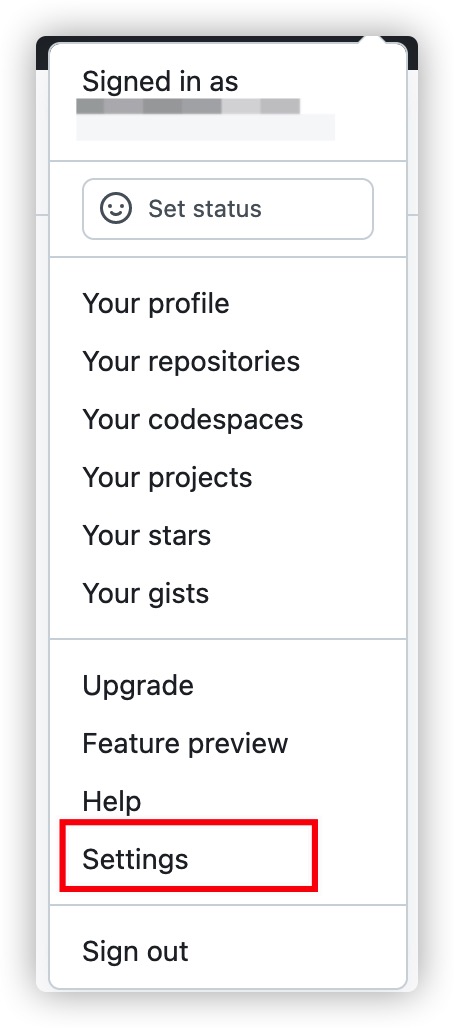 Signed in as
Set status
Your profile
Your repositories
Your codespaces
Your projects
Your stars
Your gists
Upgrade
Feature preview
Help
Settings
Sign out